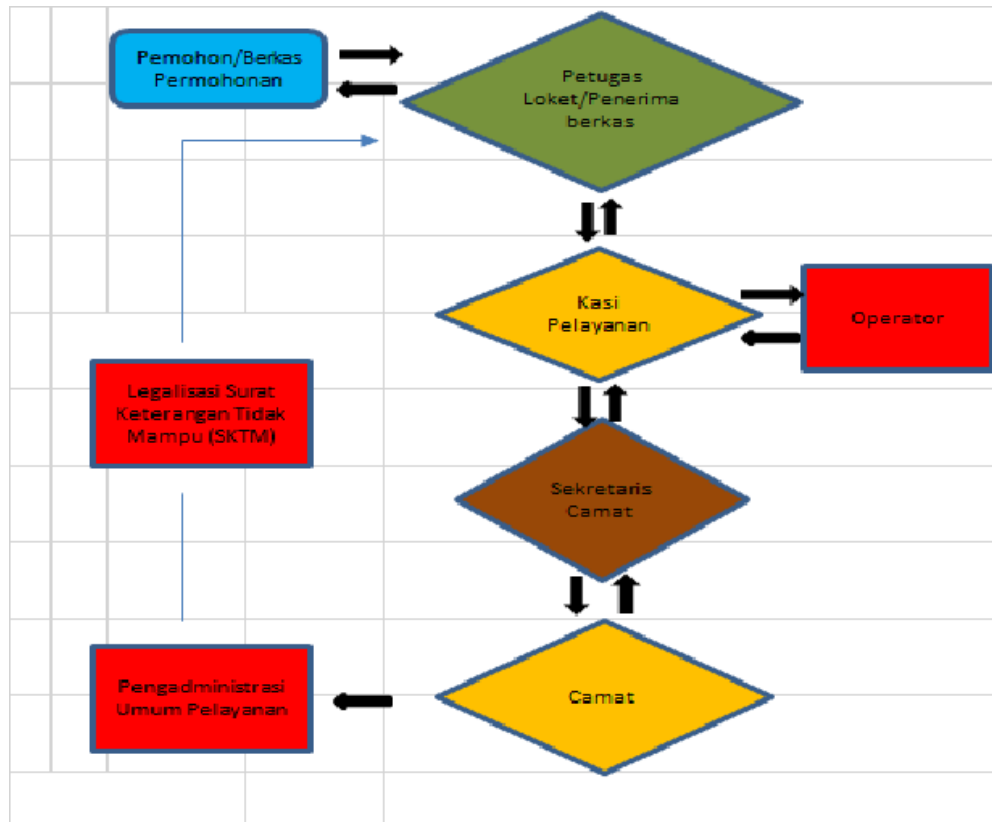 Pemohon/Berkas
Permohonan
Petugas
Loket/Penerima
berkas
Kasi
Pelayanan
Operator
Legalisasi Surat
Keterangan Tidak
Mampu (SKTM)
Sekretaris
Camat
Pengadministrasi
Umum Pelayanan
Camat